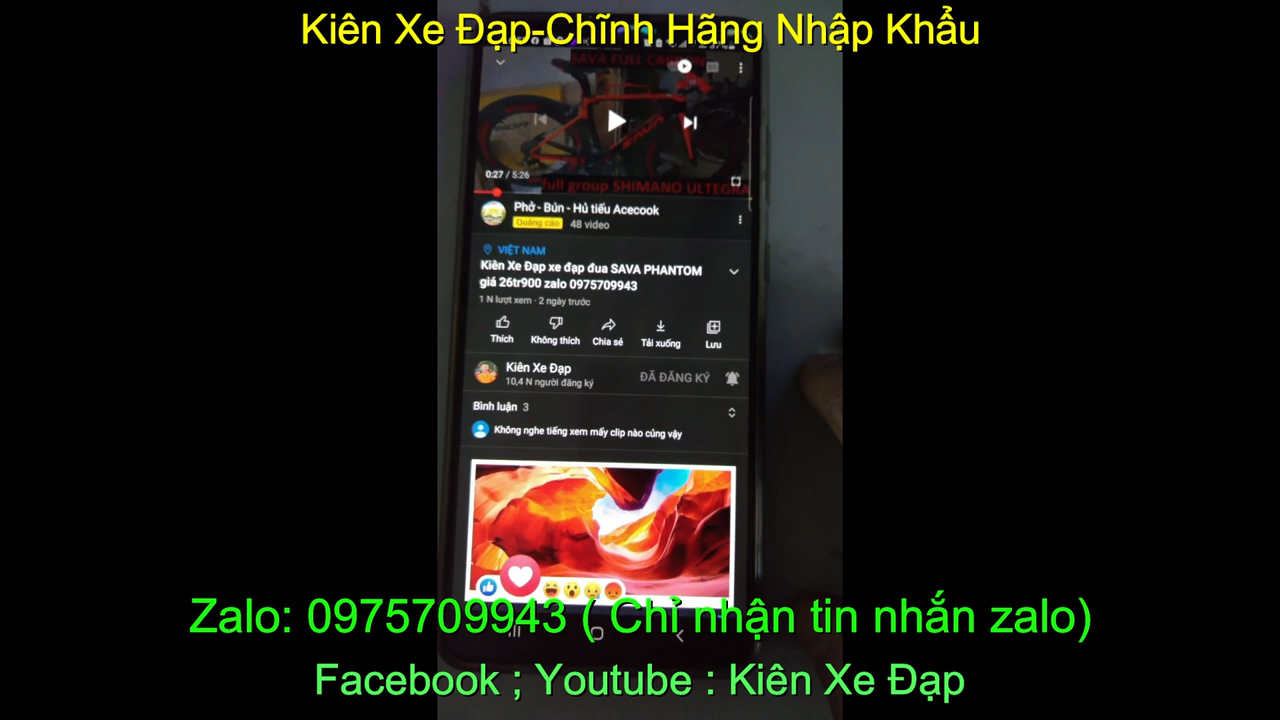 Kiên Xe Đạp-Chĩnh Hãng Nhập Khẩu
SAVA FULL CARBON
SAVA
0:27 / 5:26
full group SHIMANO ULTEGRA
Phở - Bún - Hủ tiếu Acecook
Quảng cáo 48 video
VIỆT NAM
Kiên Xe Đạp xe đạp đua SAVA PHANTOM
giá 26tr900 zalo 0975709943
1 N lượt xem · 2 ngày trước
Thích Không thích Chia sẻ Tải xuống Lưu
Kiên Xe Đạp
10,4 N người đăng ký
ĐÃ ĐĂNG KÝ
Bình luận 3
Không nghe tiếng xem mấy clip nào củng vậy
Zalo: 0975709943 ( Chỉ nhận tin nhắn zalo)
Facebook ; Youtube : Kiên Xe Đạp